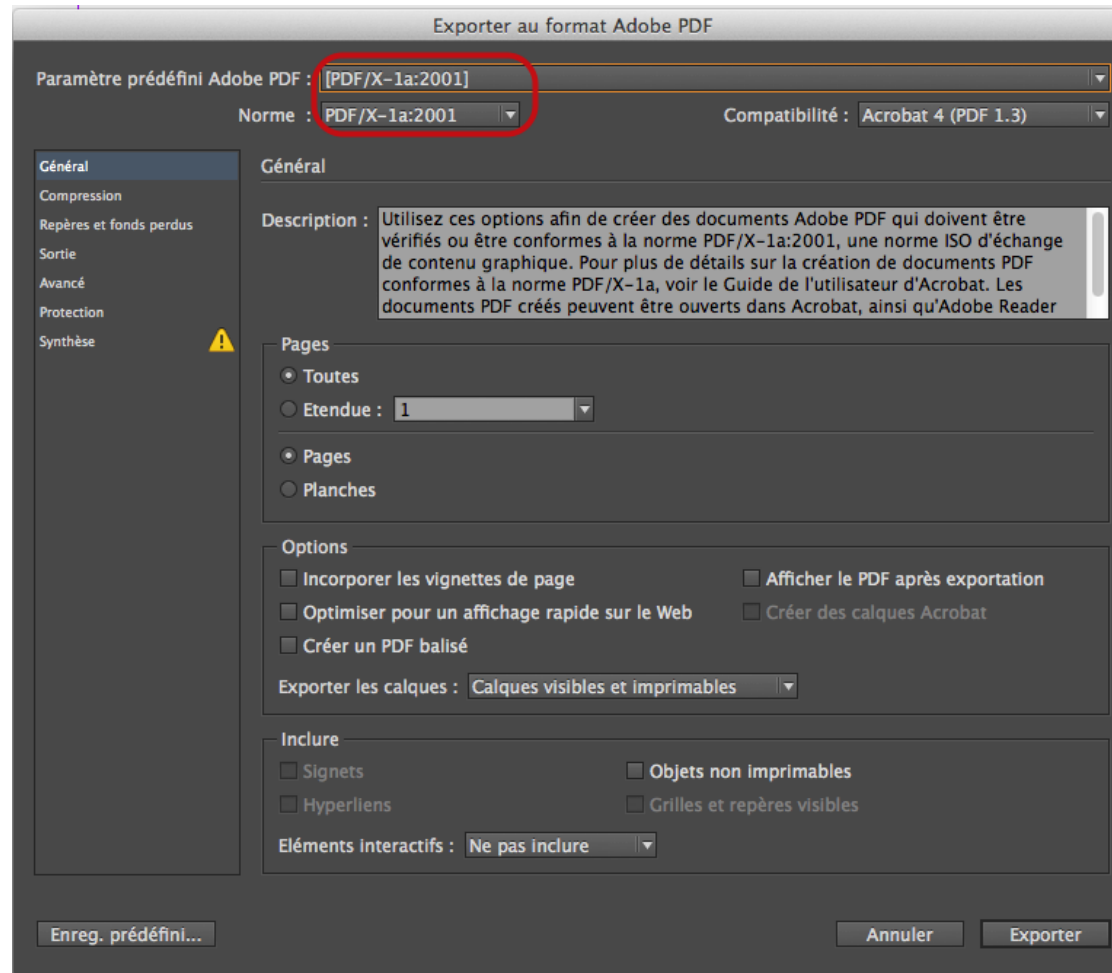 Exporter au format Adobe PDF
Paramètre prédéfini Adobe PDF : [PDF/X-1a:2001]
Norme : PDF/X-1a:2001 Compatibilité : Acrobat 4 (PDF 1.3)
Général
Compression
Repères et fonds perdus
Sortie
Avancé
Protection
Synthèse
Général
Description : Utilisez ces options afin de créer des documents Adobe PDF qui doivent être
vérifiés ou être conformes à la norme PDF/X-1a:2001, une norme ISO d'échange
de contenu graphique. Pour plus de détails sur la création de documents PDF
conformes à la norme PDF/X-1a, voir le Guide de l'utilisateur d'Acrobat. Les
documents PDF créés peuvent être ouverts dans Acrobat, ainsi qu'Adobe Reader
Pages
Toutes
Etendue : 1
Pages
Planches
Options
Incorporer les vignettes de page Afficher le PDF après exportation
Optimiser pour un affichage rapide sur le Web Créer des calques Acrobat
Créer un PDF balisé
Exporter les calques : Calques visibles et imprimables
Inclure
Signets Objets non imprimables
Hyperliens Grilles et repères visibles
Eléments interactifs : Ne pas inclure
Enreg. prédéfini... Annuler Exporter